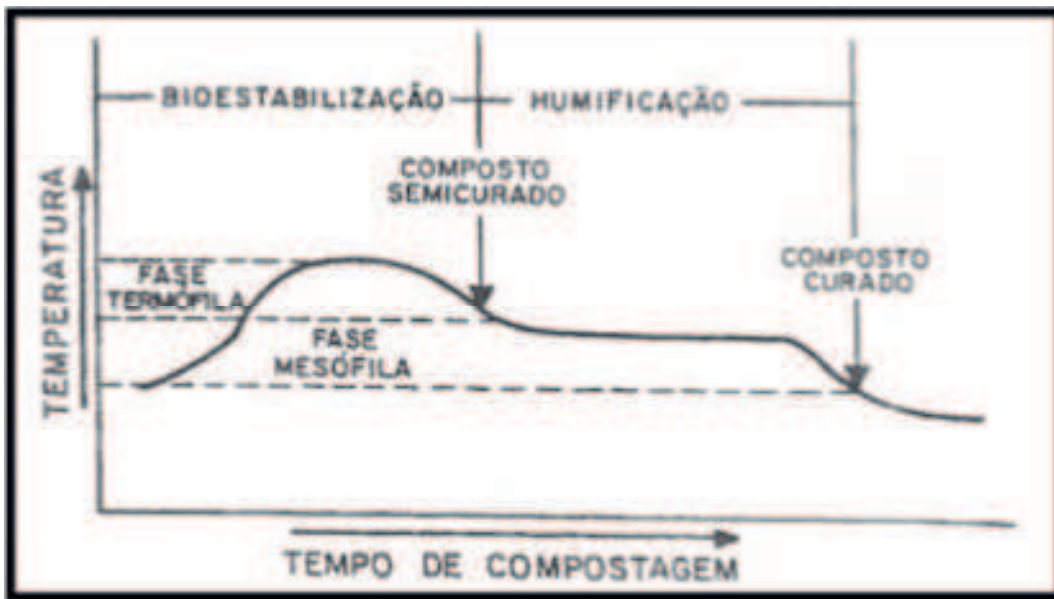 BIOESTABILIZAÇÃO
HUMIFICAÇÃO
COMPOSTO
SEMICURADO
COMPOSTO
CURADO
FASE
TERMÓFILA
FASE
MESÓFILA
TEMPERATURA
TEMPO DE COMPOSTAGEM